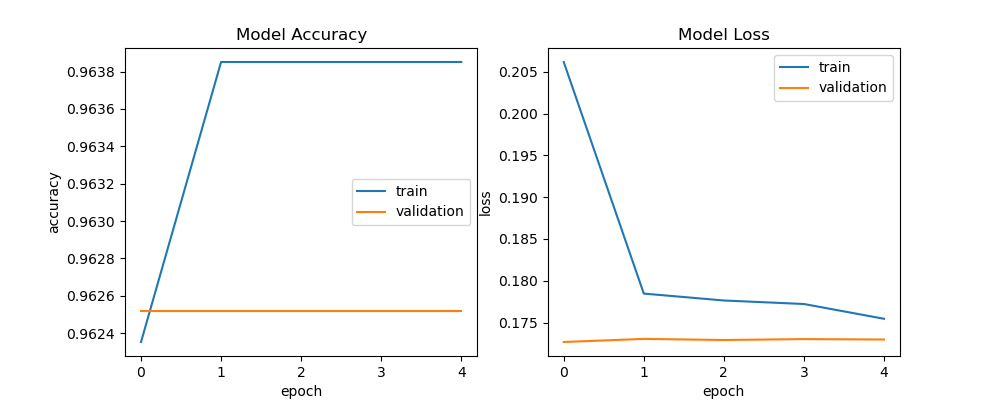 Model Accuracy
0.9638
0.9636
0.9634
0.9632
0.9630
0.9628
0.9626
0.9624
accuracy
0
1
2
3
4
epoch
train
validation
Model Loss
0.205
0.200
0.195
0.190
0.185
0.180
0.175
loss
0
1
2
3
4
epoch
train
validation